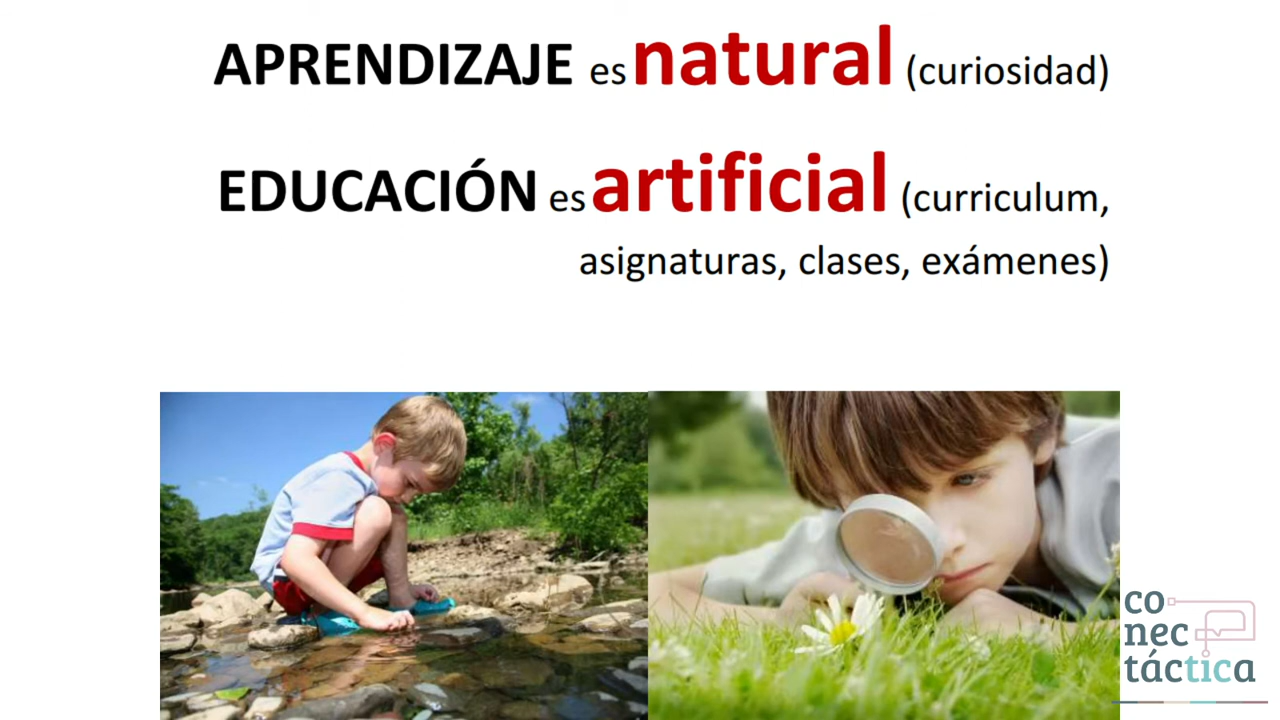 APRENDIZAJE es natural (curiosidad)
EDUCACIÓN es artificial (curriculum,
asignaturas, clases, exámenes)
co
nec
táctica